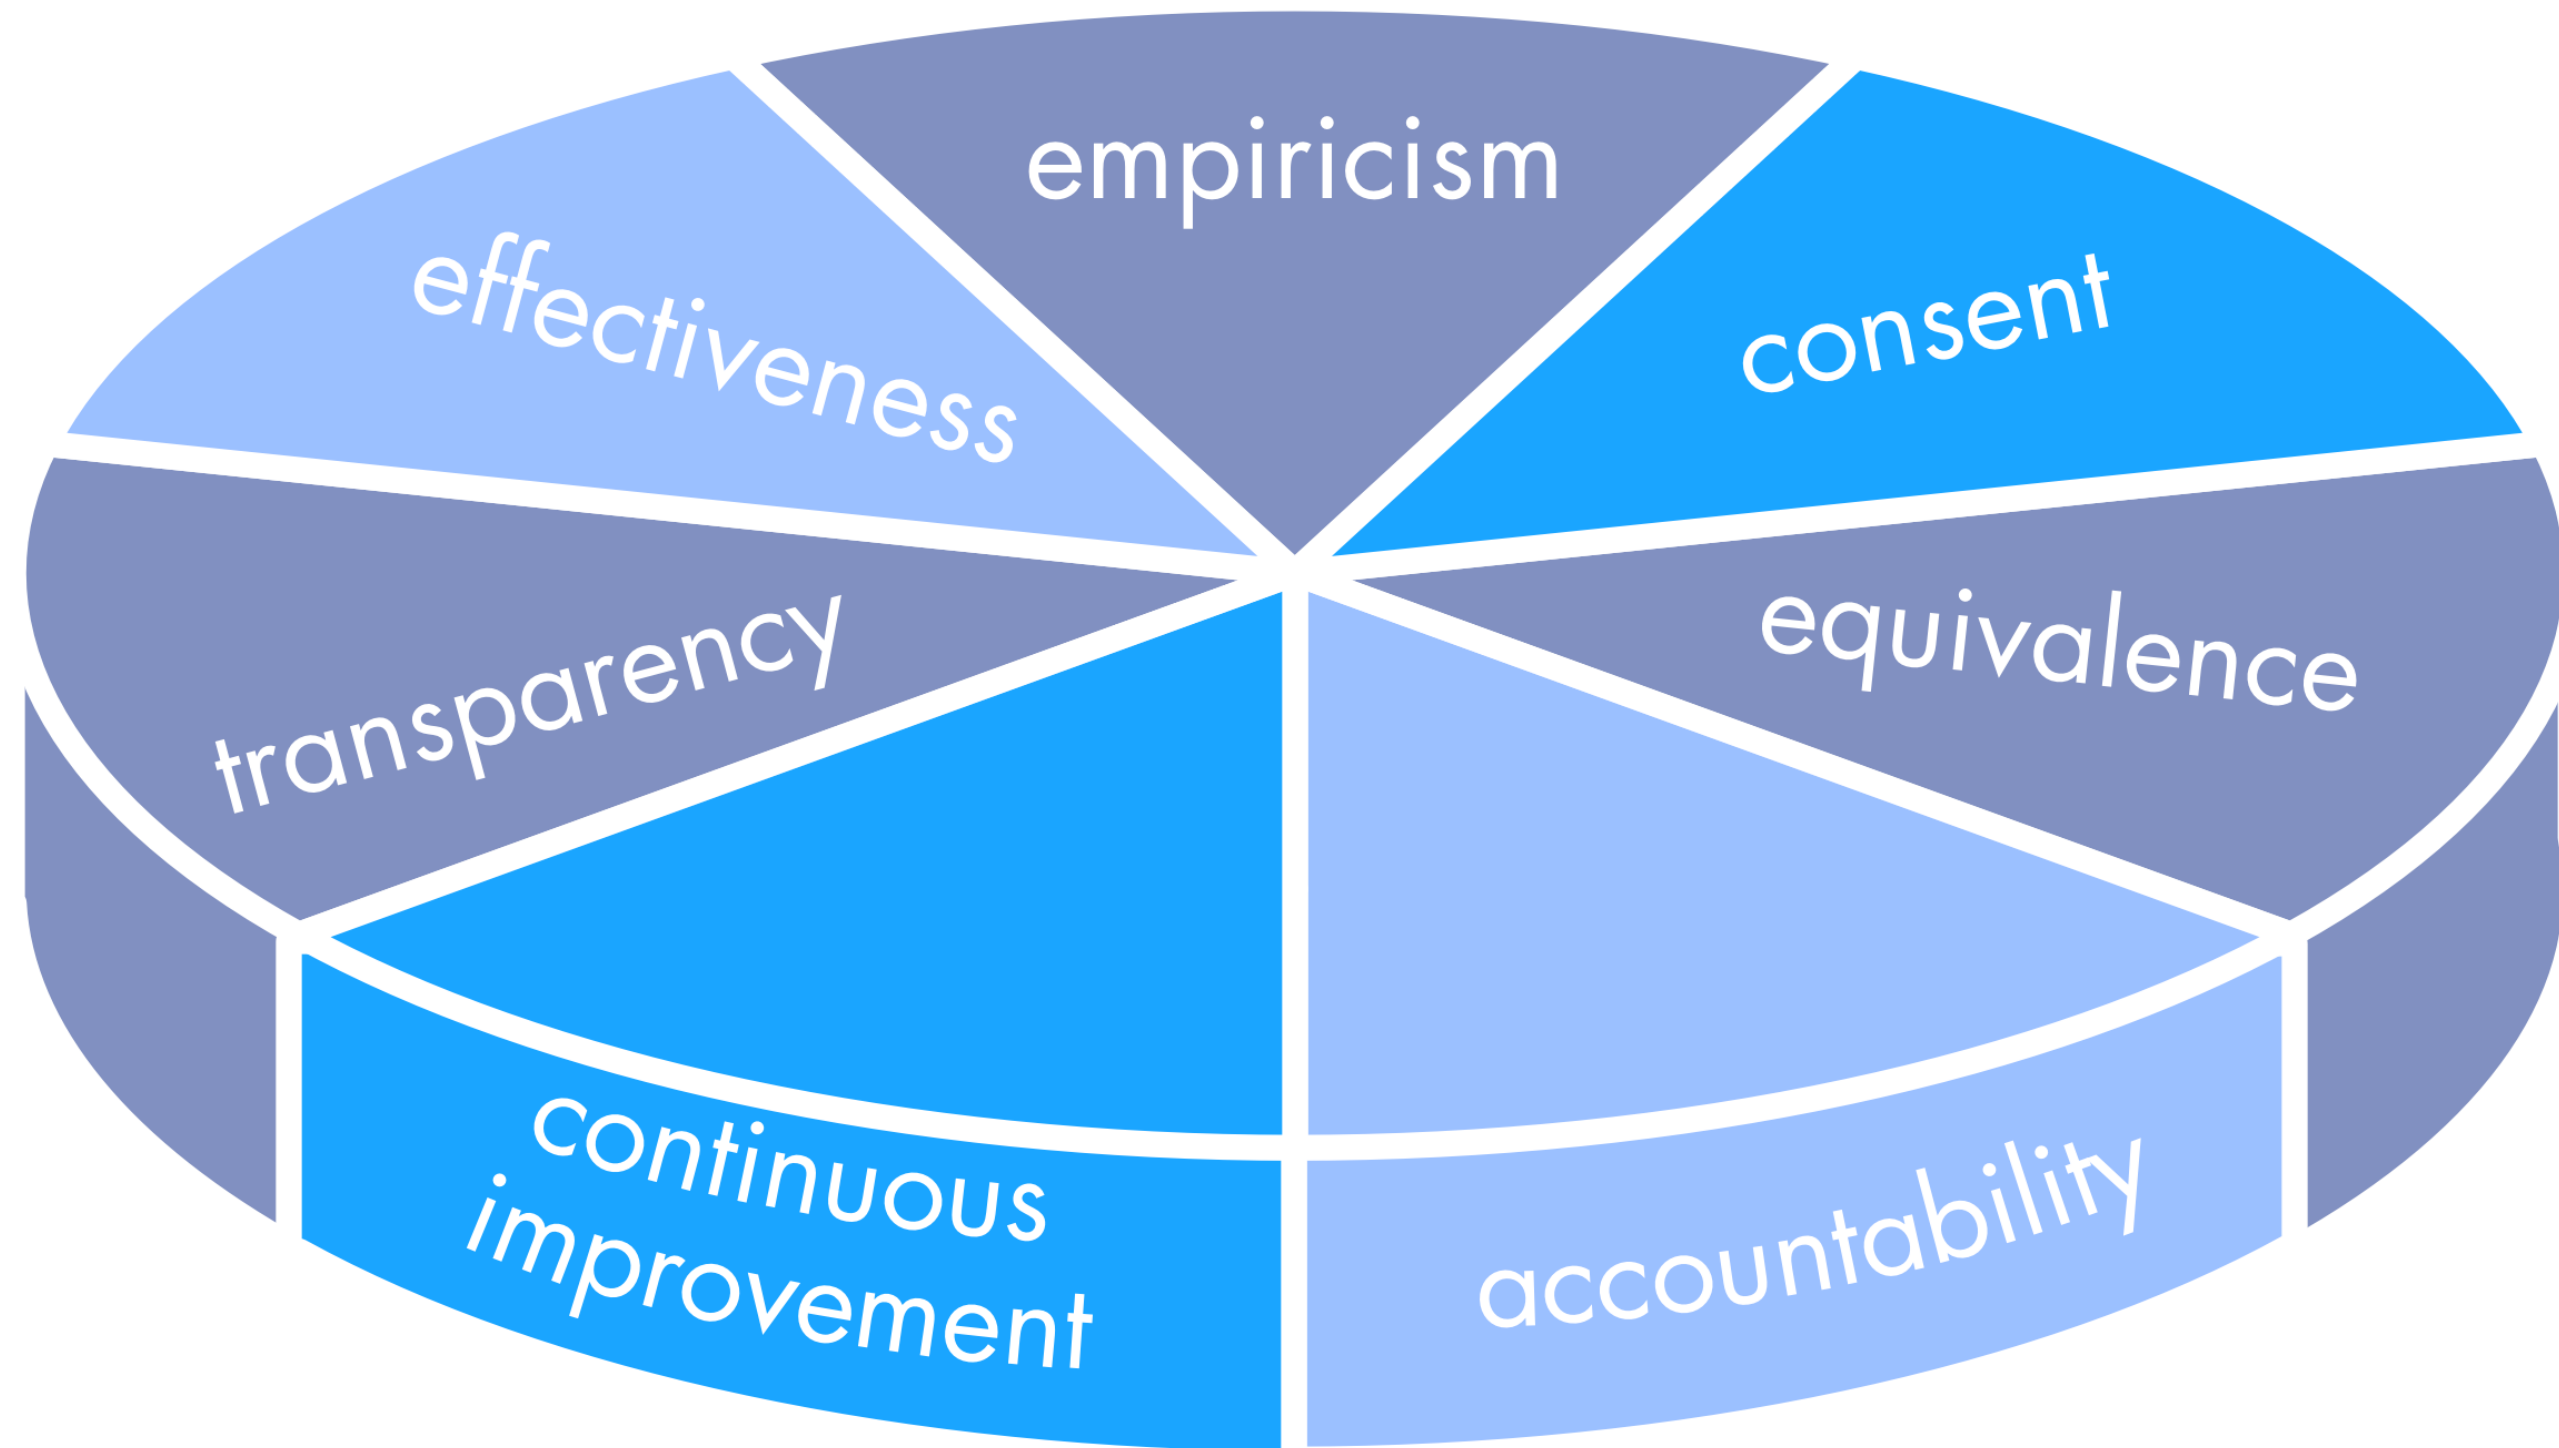 empiricism
effectiveness
consent
transparency
equivalence
continuous
improvement
accountability